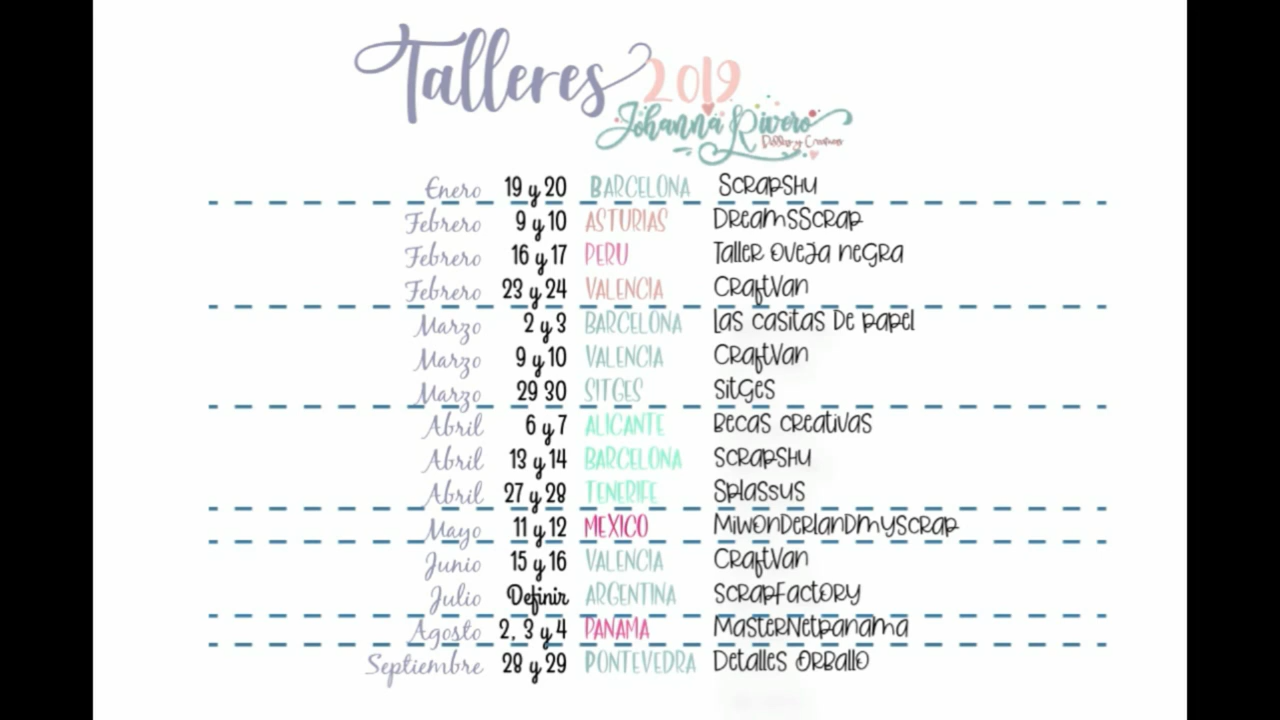 Talleres 2019
Johanna Rivero
Enero 19 y 20 BARCELONA ScrapShy
Febrero 9 y 10 ASTURIAS DreamsScrap
Febrero 16 y 17 PERU Taller oveja negra
Febrero 23 y 24 VALENCIA CraftVan
Marzo 2 y 3 BARCELONA Las casitas De papel
Marzo 9 y 10 VALENCIA CraftVan
Marzo 29 30 SITGES Sitges
Abril 6 y 7 ALICANTE Becas creativas
Abril 13 y 14 BARCELONA ScrapShy
Abril 27 y 28 TENERIFE Splassus
Mayo 11 y 12 MEXICO MiwonDerlanDmyscrap
Junio 15 y 16 VALENCIA CraftVan
Julio Definir ARGENTINA ScrapFactory
Agosto 2, 3 y 4 PANAMA MasterNetpanama
Septiembre 28 y 29 PONTEVEDRA Detalles Orballo